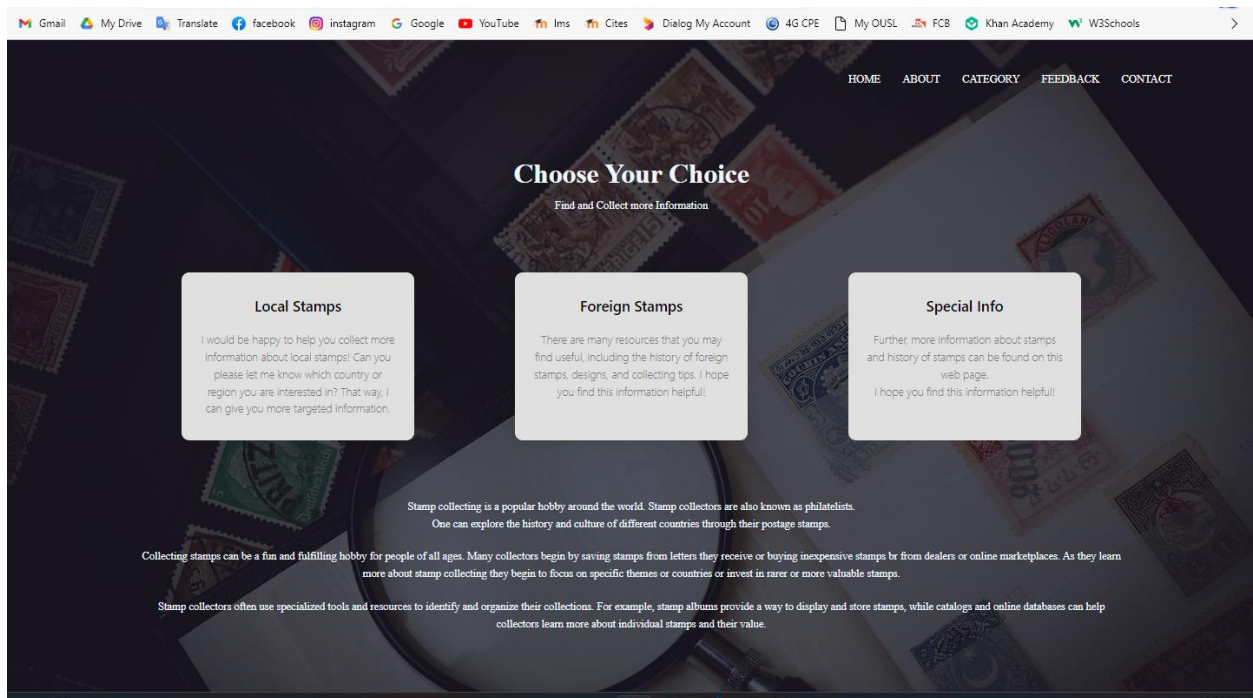 Gmail My Drive Translate facebook instagram Google YouTube Ims Cites Dialog My Account 4G CPE My OUSL FCB Khan Academy W3Schools
HOME ABOUT CATEGORY FEEDBACK CONTACT
Choose Your Choice
Find and Collect more Information
Local Stamps
I would be happy to help you collect more
information about local stamps! Can you
please let me know which country or
region you are interested in? That way, I
can give you more targeted information.
Foreign Stamps
There are many resources that you may
find useful, including the history of foreign
stamps, designs, and collecting tips. I hope
you find this information helpful!
Special Info
Further, more information about stamps
and history of stamps can be found on this
web page.
I hope you find this information helpful!
Stamp collecting is a popular hobby around the world. Stamp collectors are also known as philatelists.
One can explore the history and culture of different countries through their postage stamps.
Collecting stamps can be a fun and fulfilling hobby for people of all ages. Many collectors begin by saving stamps from letters they receive or buying inexpensive stamps br from dealers or online marketplaces. As they learn
more about stamp collecting they begin to focus on specific themes or countries or invest in rarer or more valuable stamps.
Stamp collectors often use specialized tools and resources to identify and organize their collections. For example, stamp albums provide a way to display and store stamps, while catalogs and online databases can help
collectors learn more about individual stamps and their value.